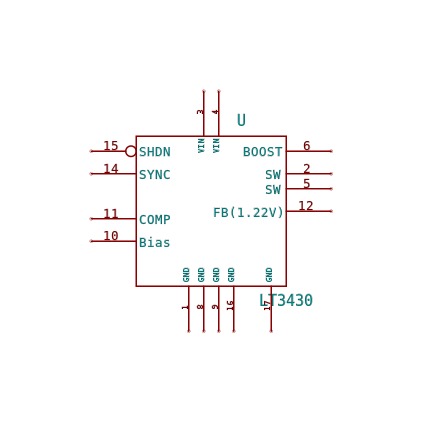 3 4
U
VIN VIN
15 SHDN BOOST 6
14 SYNC SW 2
SW 5
FB(1.22V) 12
11 COMP
10 Bias
GND GND GND GND GND
1 8 9 16 17
LT3430